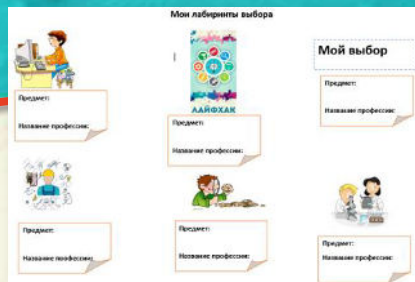 Мои лабиринты выбора
ЛАЙФХАК
Мой выбор
Предмет:
Название профессии:
Предмет:
Название профессии:
Предмет:
Название профессии:
Предмет:
Название профессии:
Предмет:
Название профессии:
Предмет:
Название профессии: